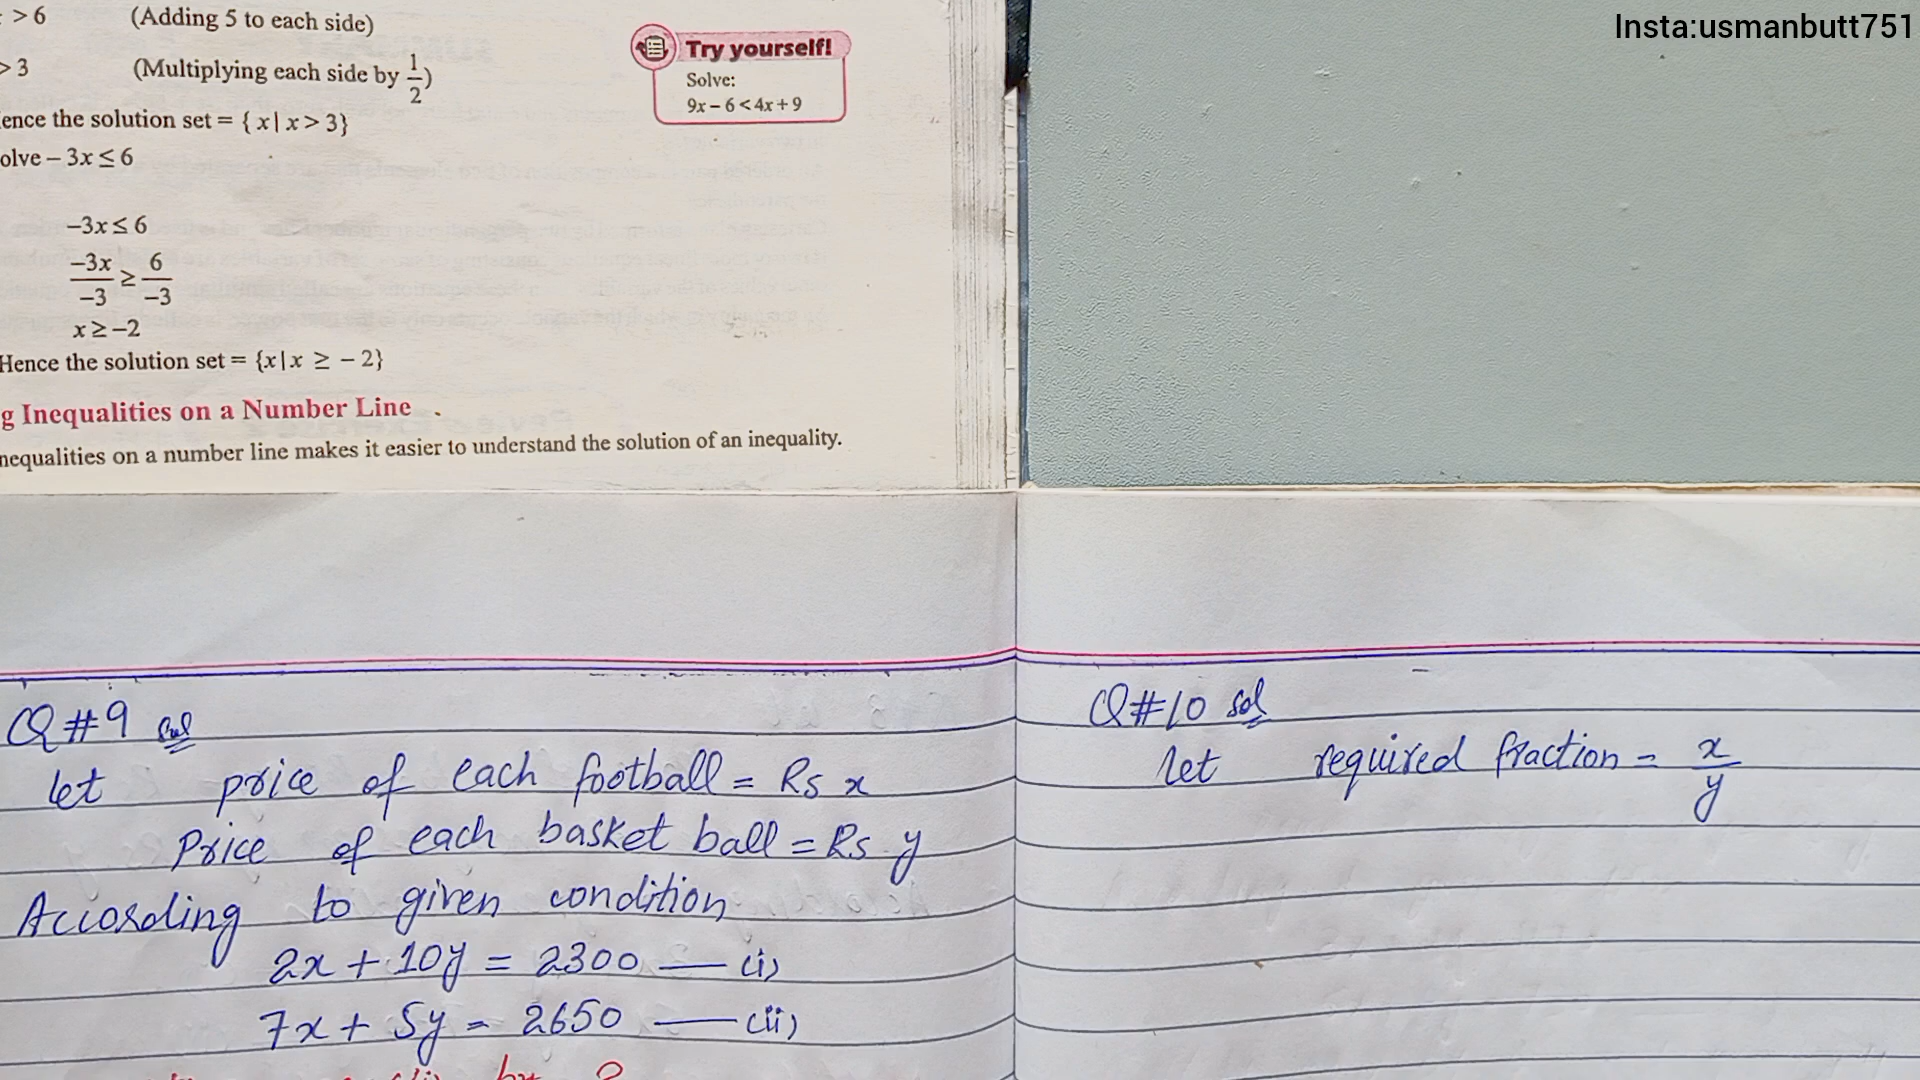 Insta:usmanbutt751
> 6 (Adding 5 to each side)
> 3 (Multiplying each side by 1/2)
ence the solution set = { x | x > 3}
olve – 3x ≤ 6
–3x ≤ 6
–3x/–3 ≥ 6/–3
x ≥ –2
Hence the solution set = {x | x ≥ – 2}
g Inequalities on a Number Line
nequalities on a number line makes it easier to understand the solution of an inequality.
Try yourself!
Solve:
9x – 6 < 4x + 9
Q#9 sol
let price of each football = Rs x
Price of each basket ball = Rs y
According to given condition
2x + 10y = 2300 — (i)
7x + 5y = 2650 — (ii)
by 2
Q#10 sol
let required fraction = x/y